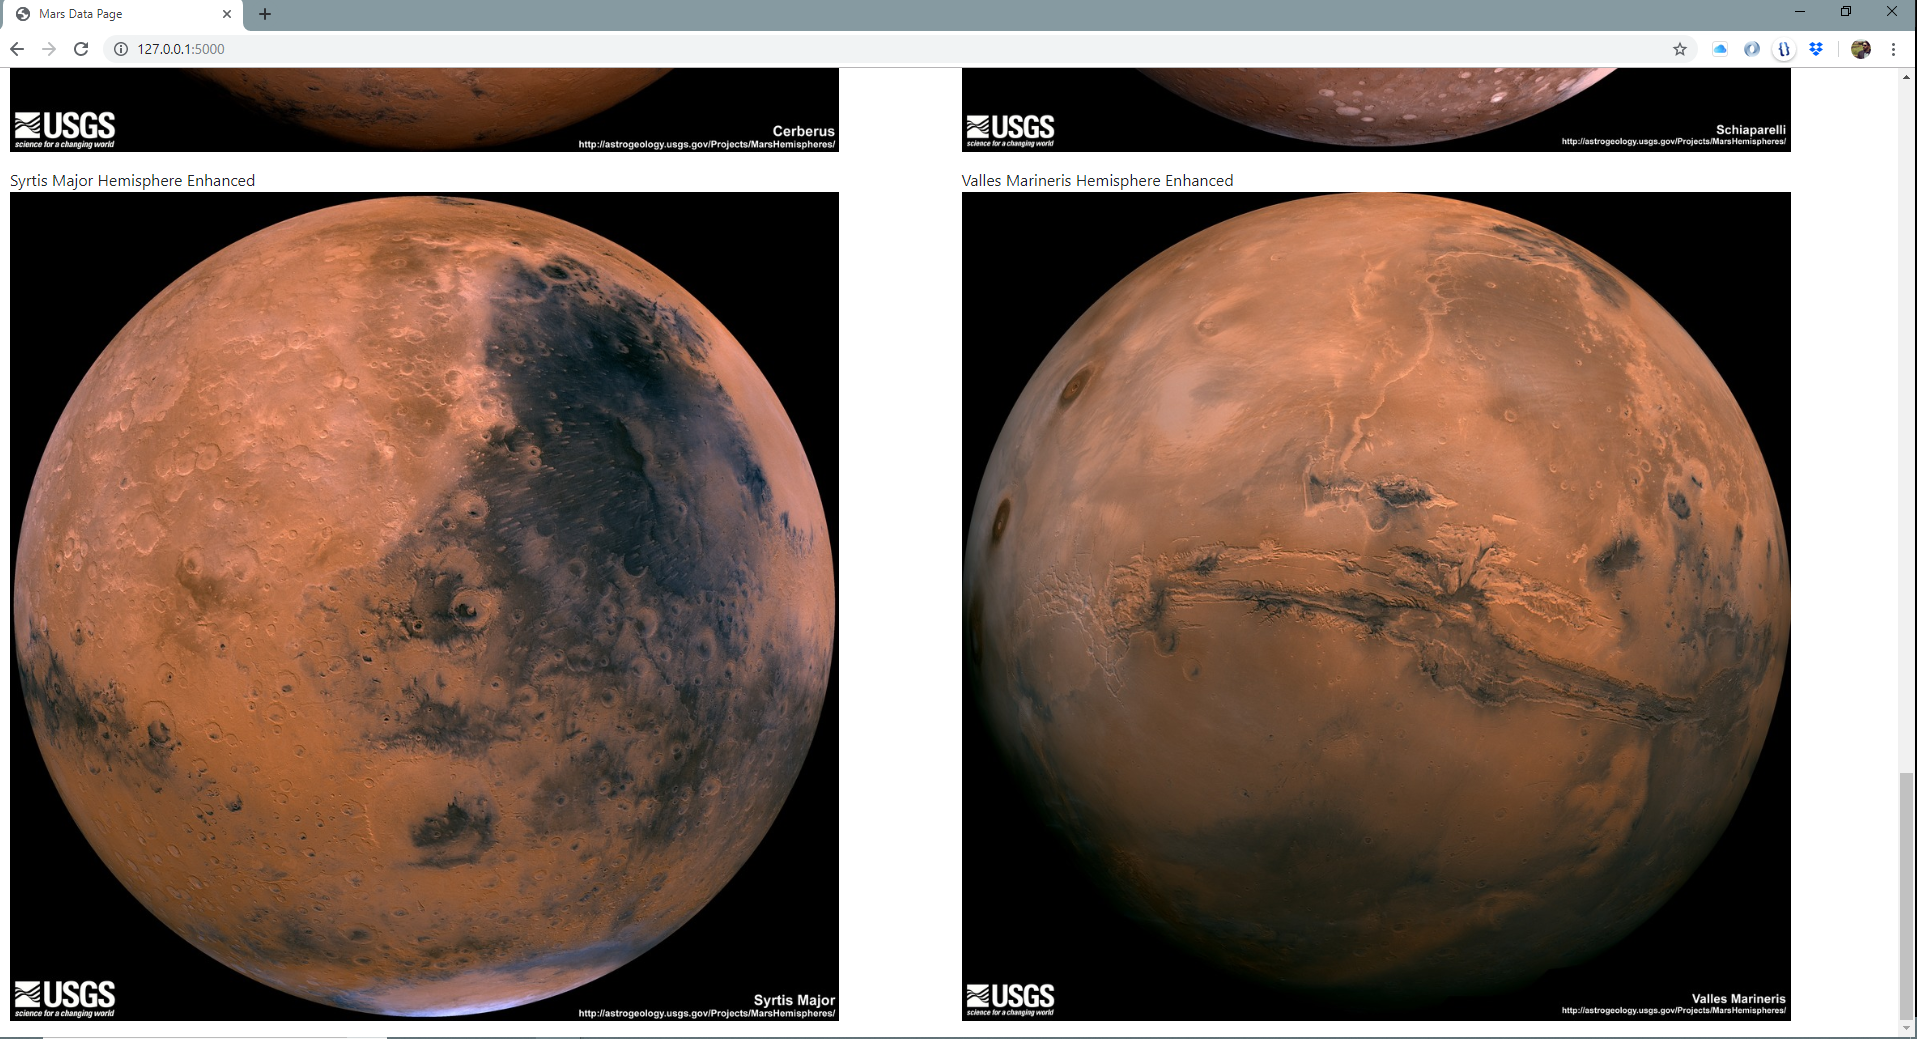 Mars Data Page
127.0.0.1:5000
USGS
science for a changing world
Cerberus
http://astrogeology.usgs.gov/Projects/MarsHemispheres/
USGS
science for a changing world
Schiaparelli
http://astrogeology.usgs.gov/Projects/MarsHemispheres/
Syrtis Major Hemisphere Enhanced
Valles Marineris Hemisphere Enhanced
USGS
science for a changing world
Syrtis Major
http://astrogeology.usgs.gov/Projects/MarsHemispheres/
USGS
science for a changing world
Valles Marineris
http://astrogeology.usgs.gov/Projects/MarsHemispheres/